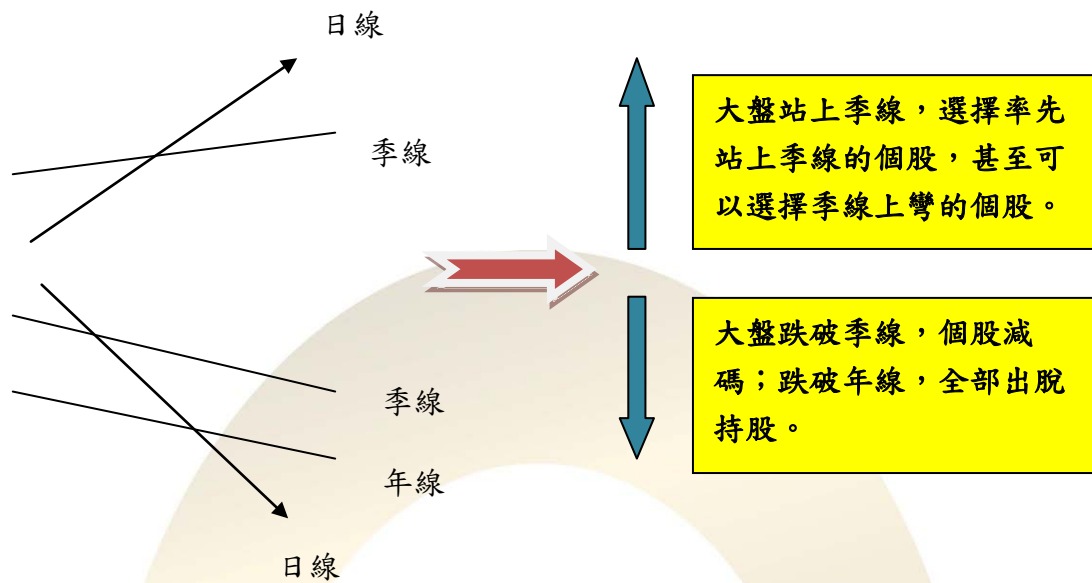 日線
季線
大盤站上季線，選擇率先
站上季線的個股，甚至可
以選擇季線上彎的個股。
大盤跌破季線，個股減
碼；跌破年線，全部出脫
持股。
季線
年線
日線